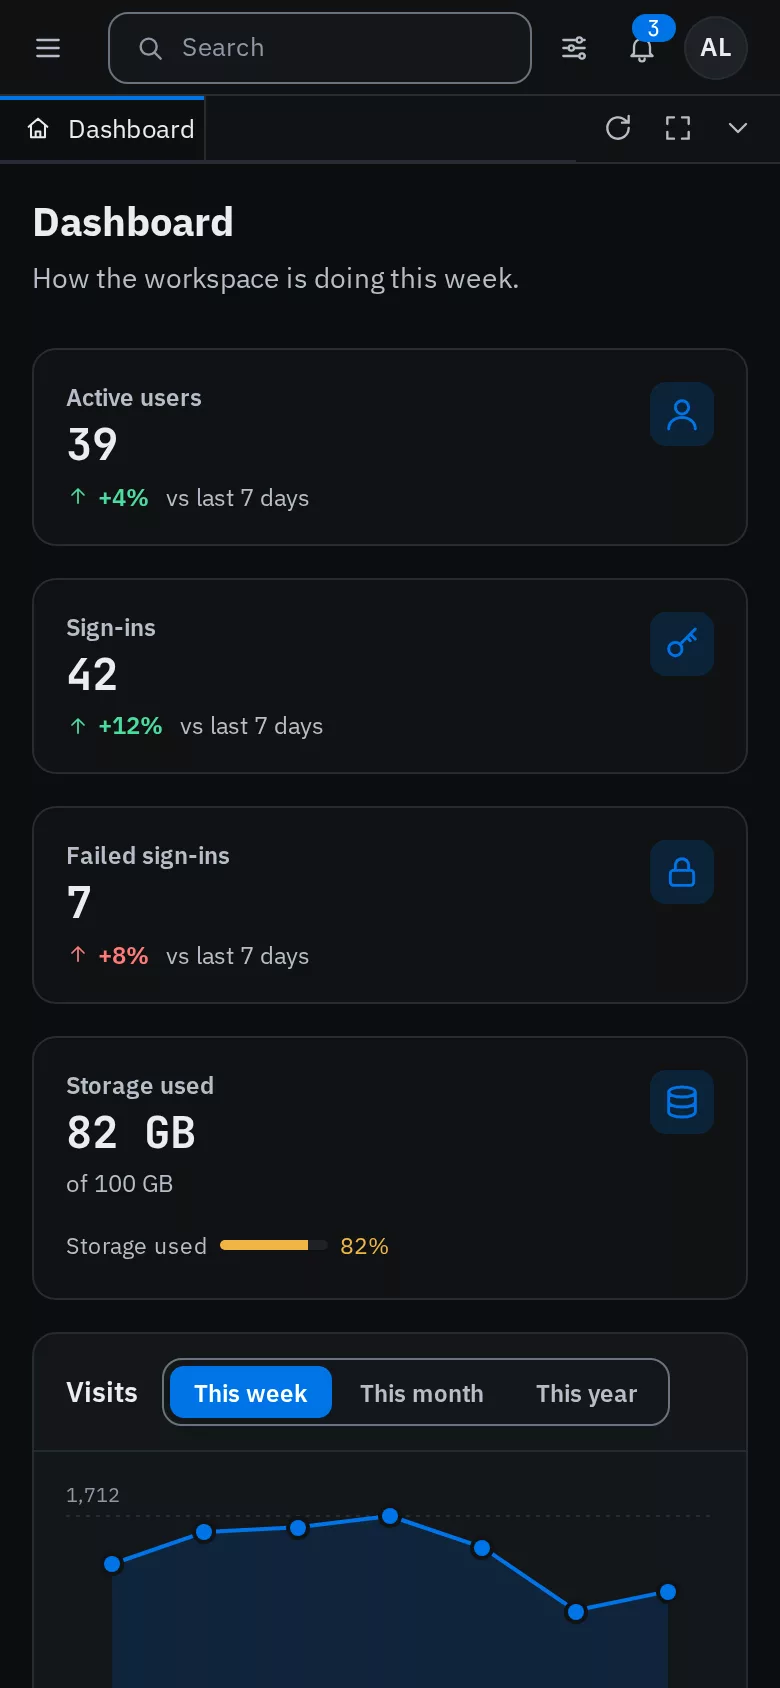 Search
3
AL
Dashboard
Dashboard
How the workspace is doing this week.
Active users
39
↑ +4% vs last 7 days
Sign-ins
42
↑ +12% vs last 7 days
Failed sign-ins
7
↑ +8% vs last 7 days
Storage used
82 GB
of 100 GB
Storage used 82%
Visits This week This month This year
1,712